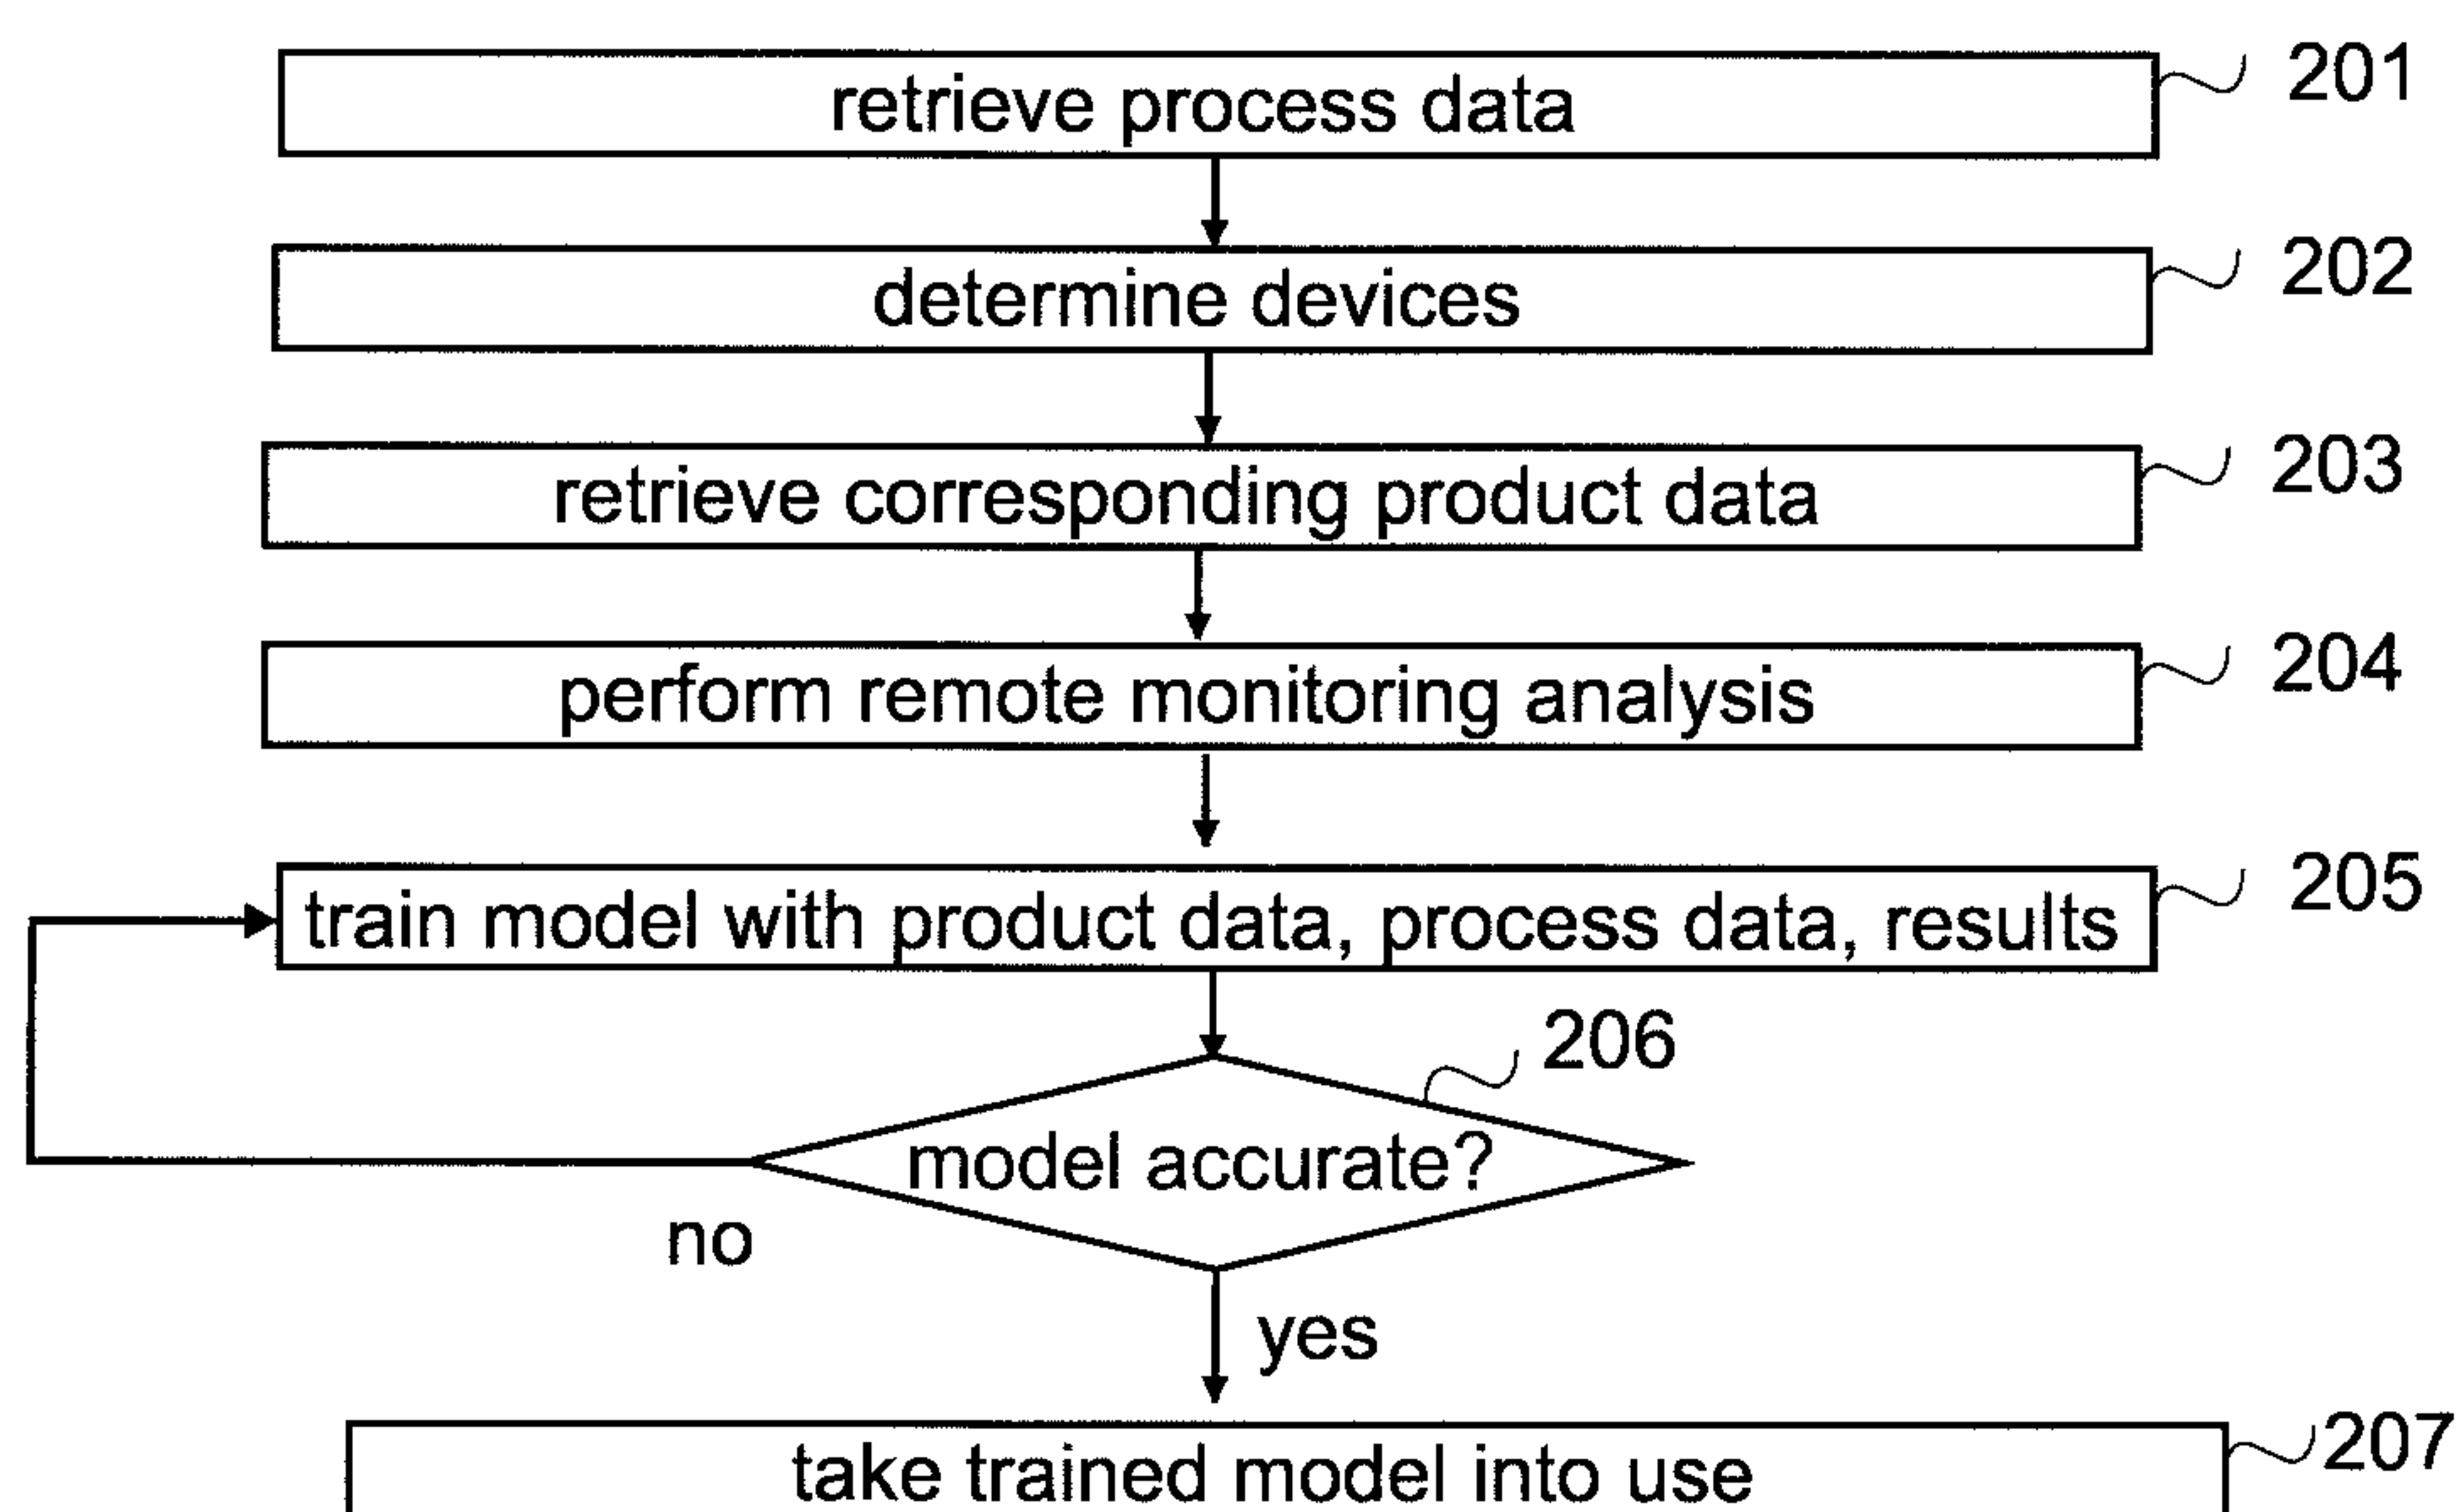 retrieve process data 201
determine devices 202
retrieve corresponding product data 203
perform remote monitoring analysis 204
train model with product data, process data, results 205
206
model accurate?
no
yes
take trained model into use 207